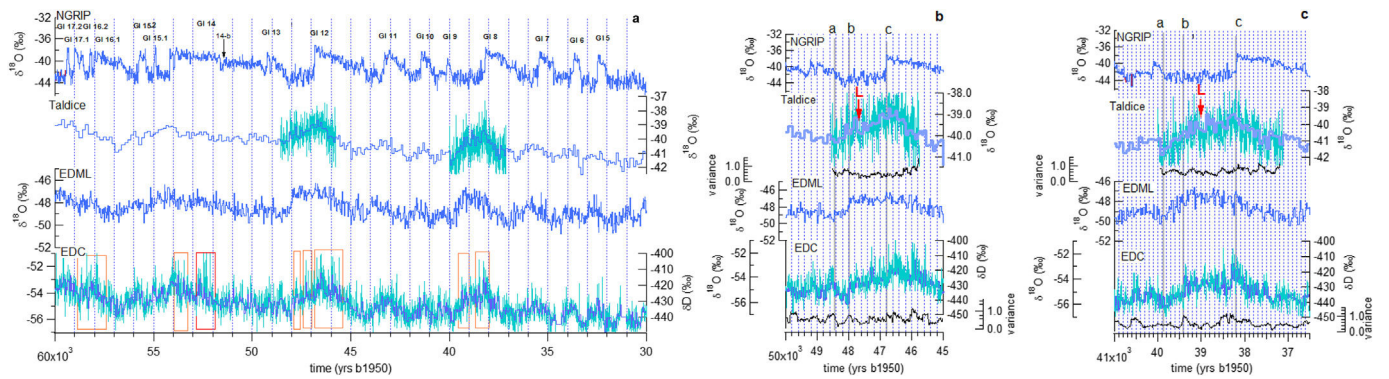 NGRIP
a
GI 17.2 GI 16.2
GI 17.1 GI 16.1
GI 15.2
GI 15.1
GI 14
14-b
GI 13
GI 12
GI 11
GI 10
GI 9
GI 8
GI 7
GI 6
GI 5
-32
-36
-40
-44
δ18O (‰)
Taldice
-37
-38
-39
-40
-41
-42
δ18O (‰)
EDML
-46
-48
-50
-52
δ18O (‰)
EDC
-52
-54
-56
-400
-420
-440
δD (‰)
60x10³
55
50
45
40
35
30
time (yrs b1950)
b
a b c
NGRIP
-32
-36
-40
-44
δ18O (‰)
L
Taldice
-38.0
-39.0
-40.0
-41.0
δ18O (‰)
1.0
0.0
variance
EDML
-46
-48
-50
-52
δ18O (‰)
EDC
-52
-54
-56
δ18O (‰)
-400
-420
-430
-440
-450
δD (‰)
1.0
0.0
variance
50x10³
49
48
47
46
45
time (yrs b1950)
c
a b c
NGRIP
-32
-36
-40
-44
δ18O (‰)
L
Taldice
-38
-39
-40
-41
-42
δ18O (‰)
1.0
0.0
variance
EDML
-46
-48
-50
-52
δ18O (‰)
EDC
-52
-54
-56
δ18O (‰)
-400
-420
-430
-440
-450
δD (‰)
1.0
0.0
variance
41x10³
40
39
38
37
time (yrs b1950)